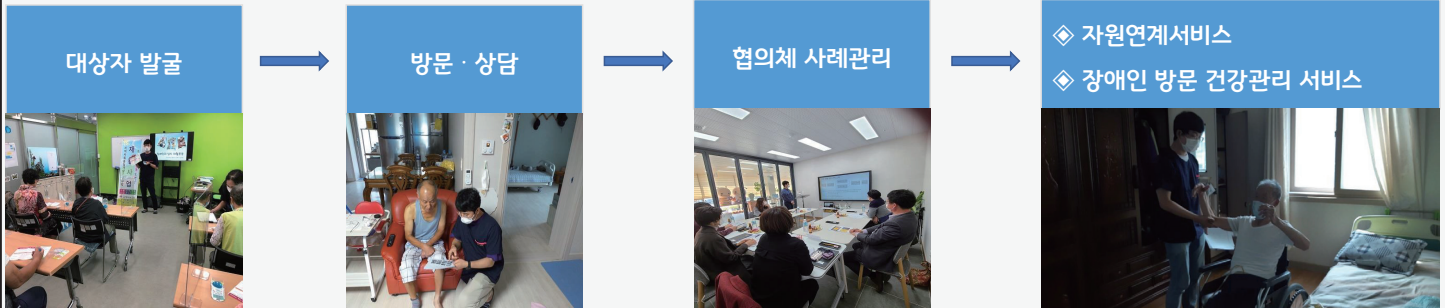 대상자 발굴
방문 · 상담
협의체 사례관리
◈ 자원연계서비스
◈ 장애인 방문 건강관리 서비스